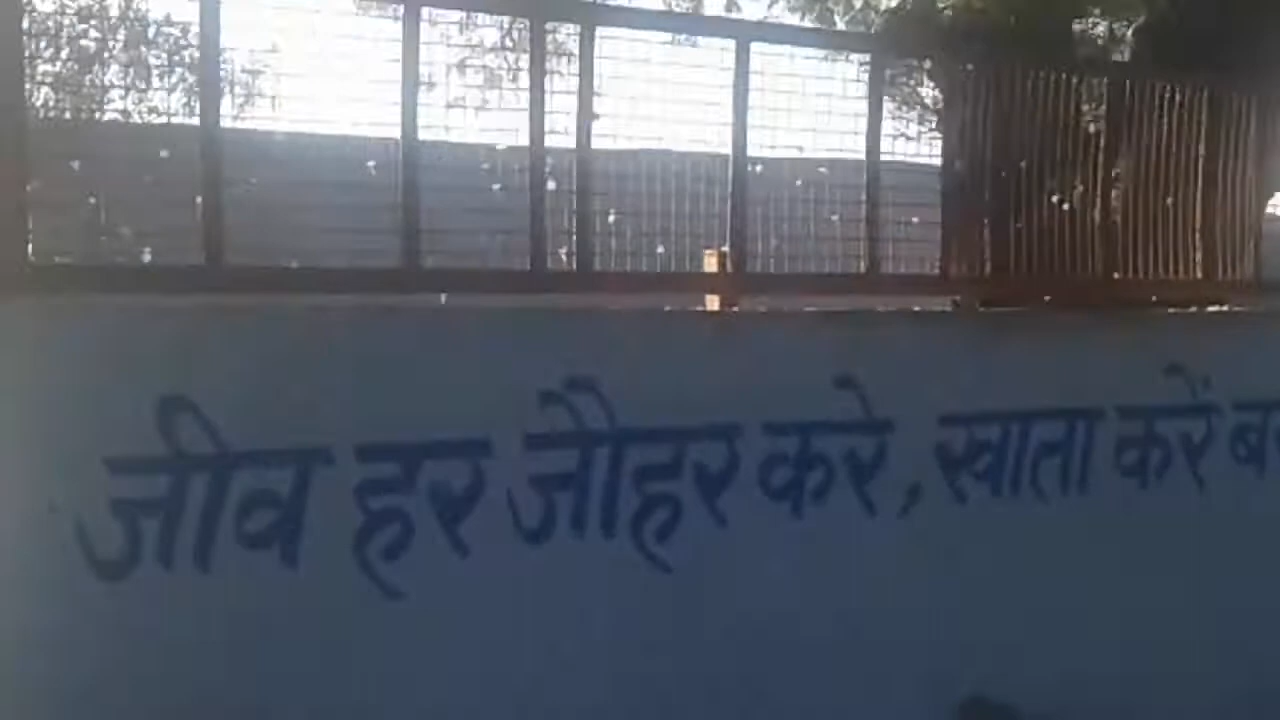 जीव हर जौहर करे, खाता करें